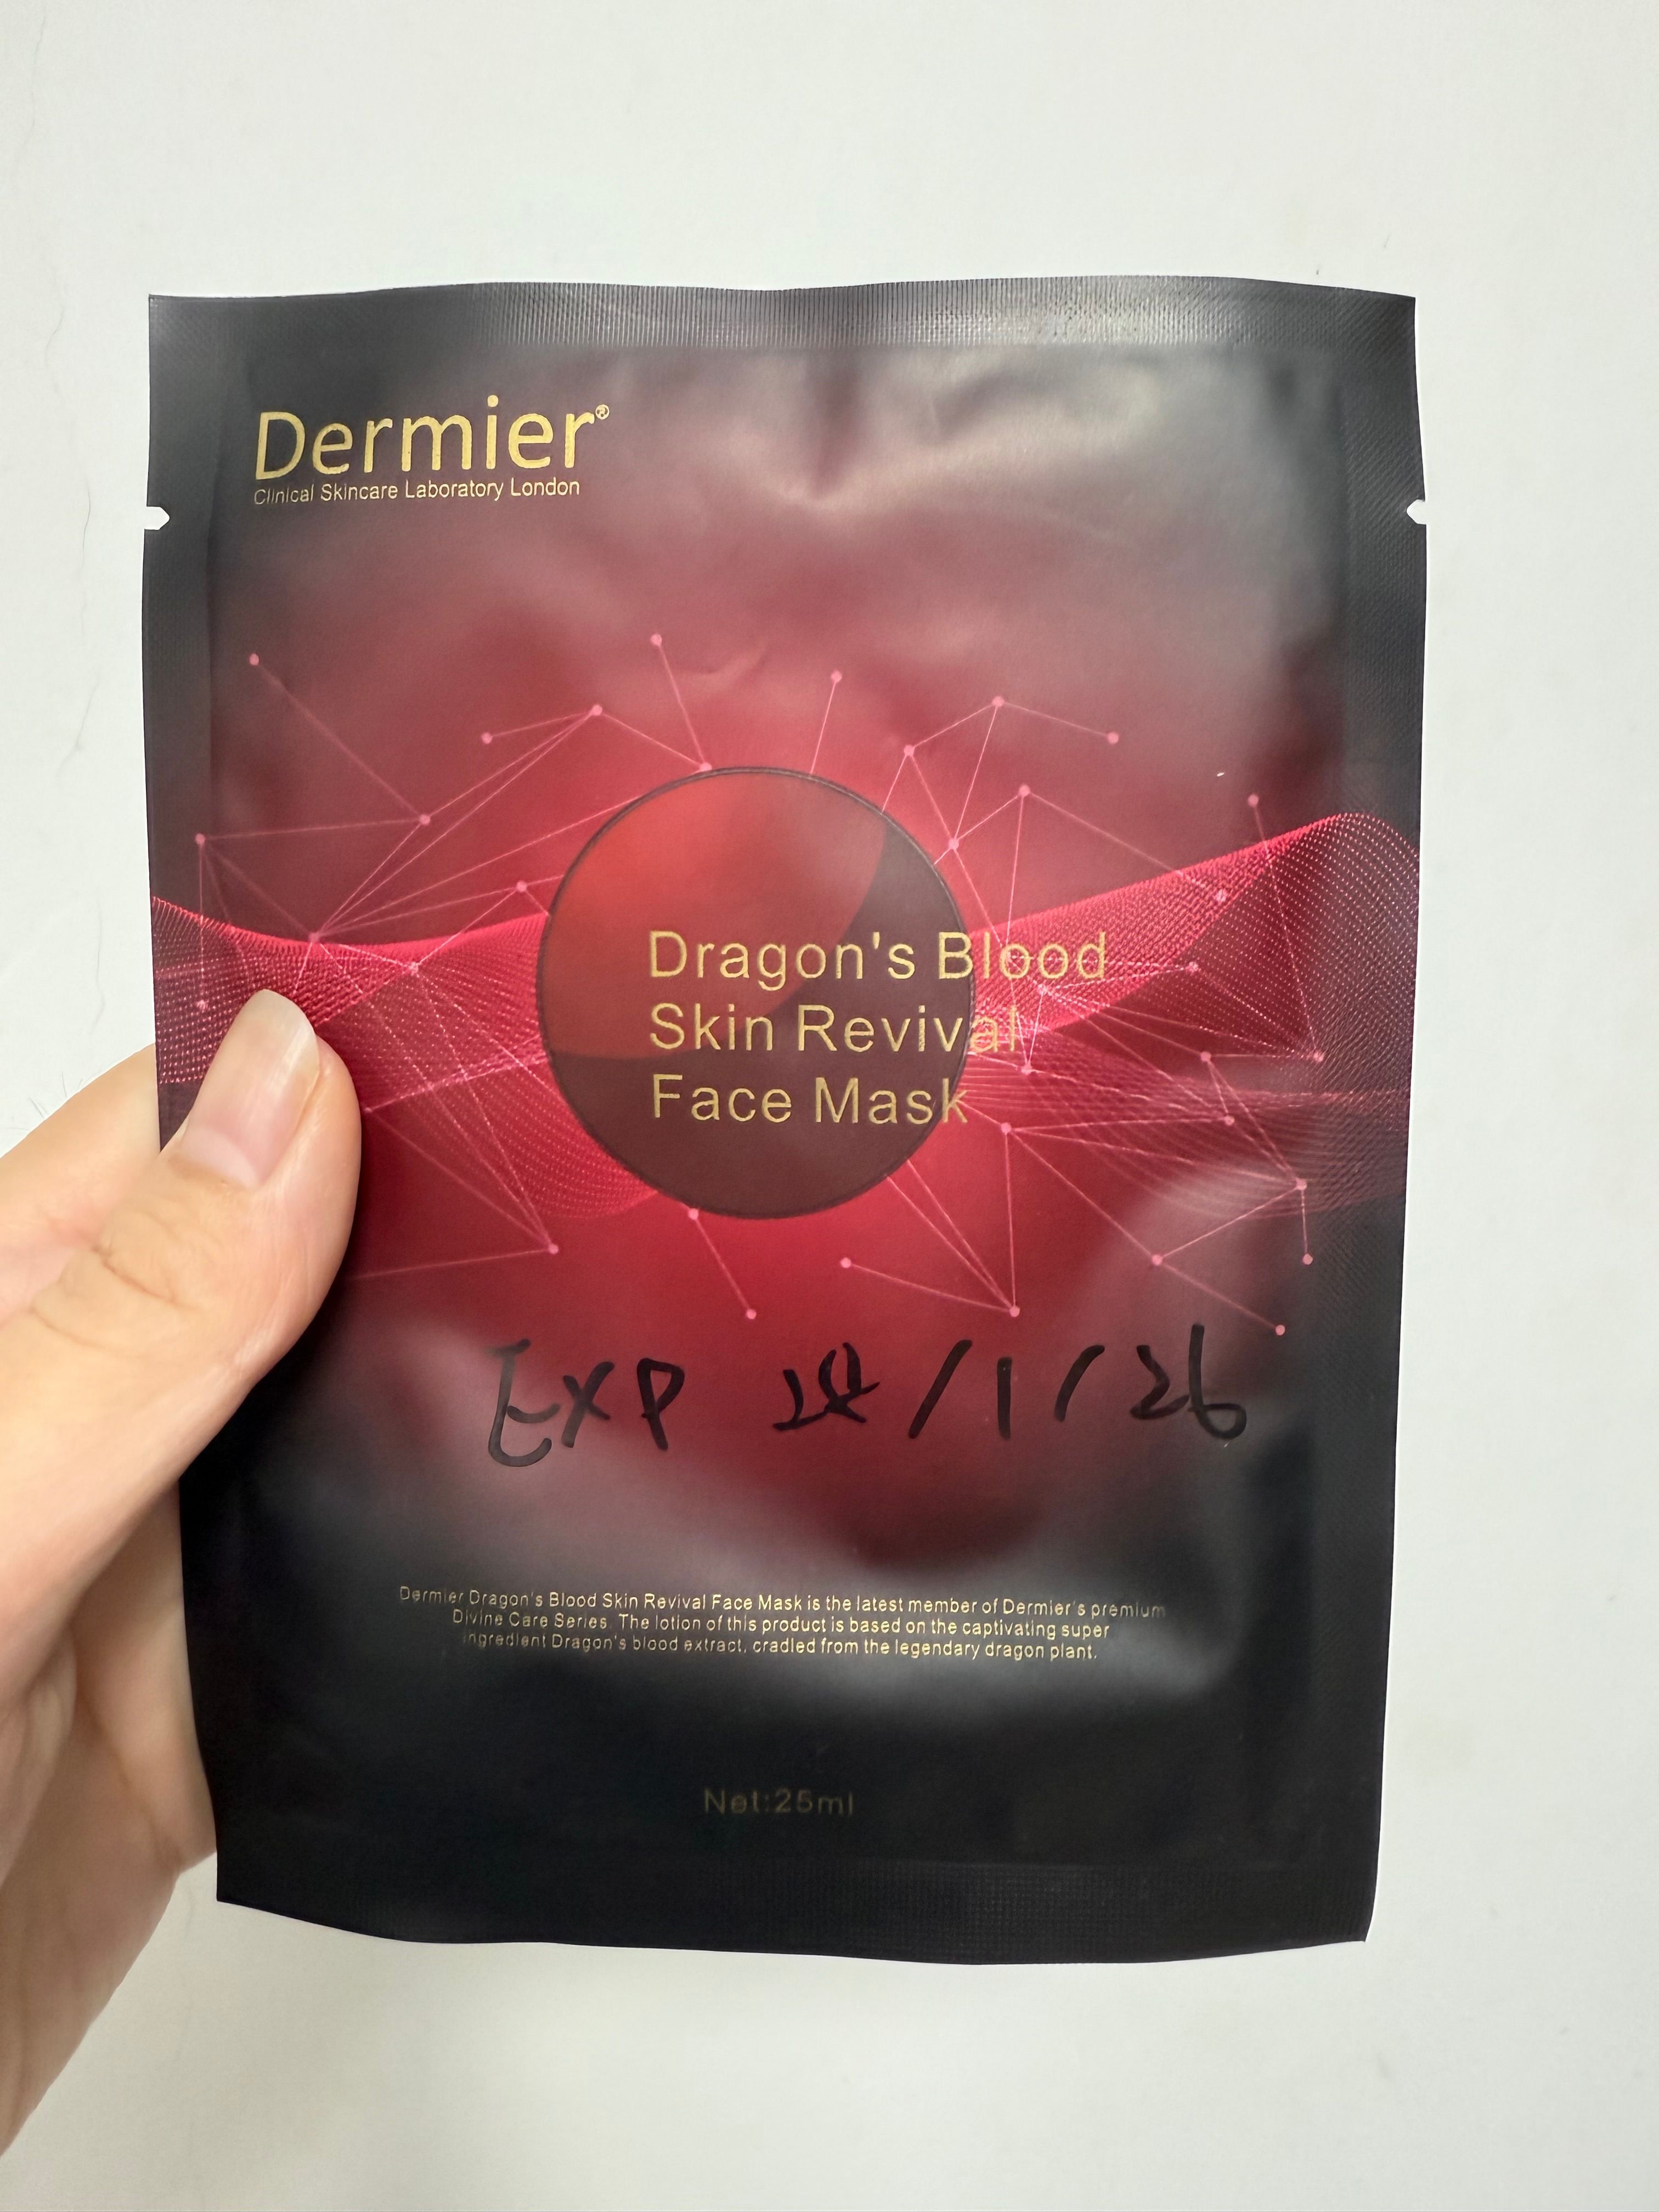 Dermier®
Clinical Skincare Laboratory London
Dragon's Blood
Skin Revival
Face Mask
EXP 24/1/26
Dermier Dragon's Blood Skin Revival Face Mask is the latest member of Dermier's premium
Divine Care Series. The lotion of this product is based on the captivating super
ingredient Dragon's blood extract, cradled from the legendary dragon plant.
Net:25ml